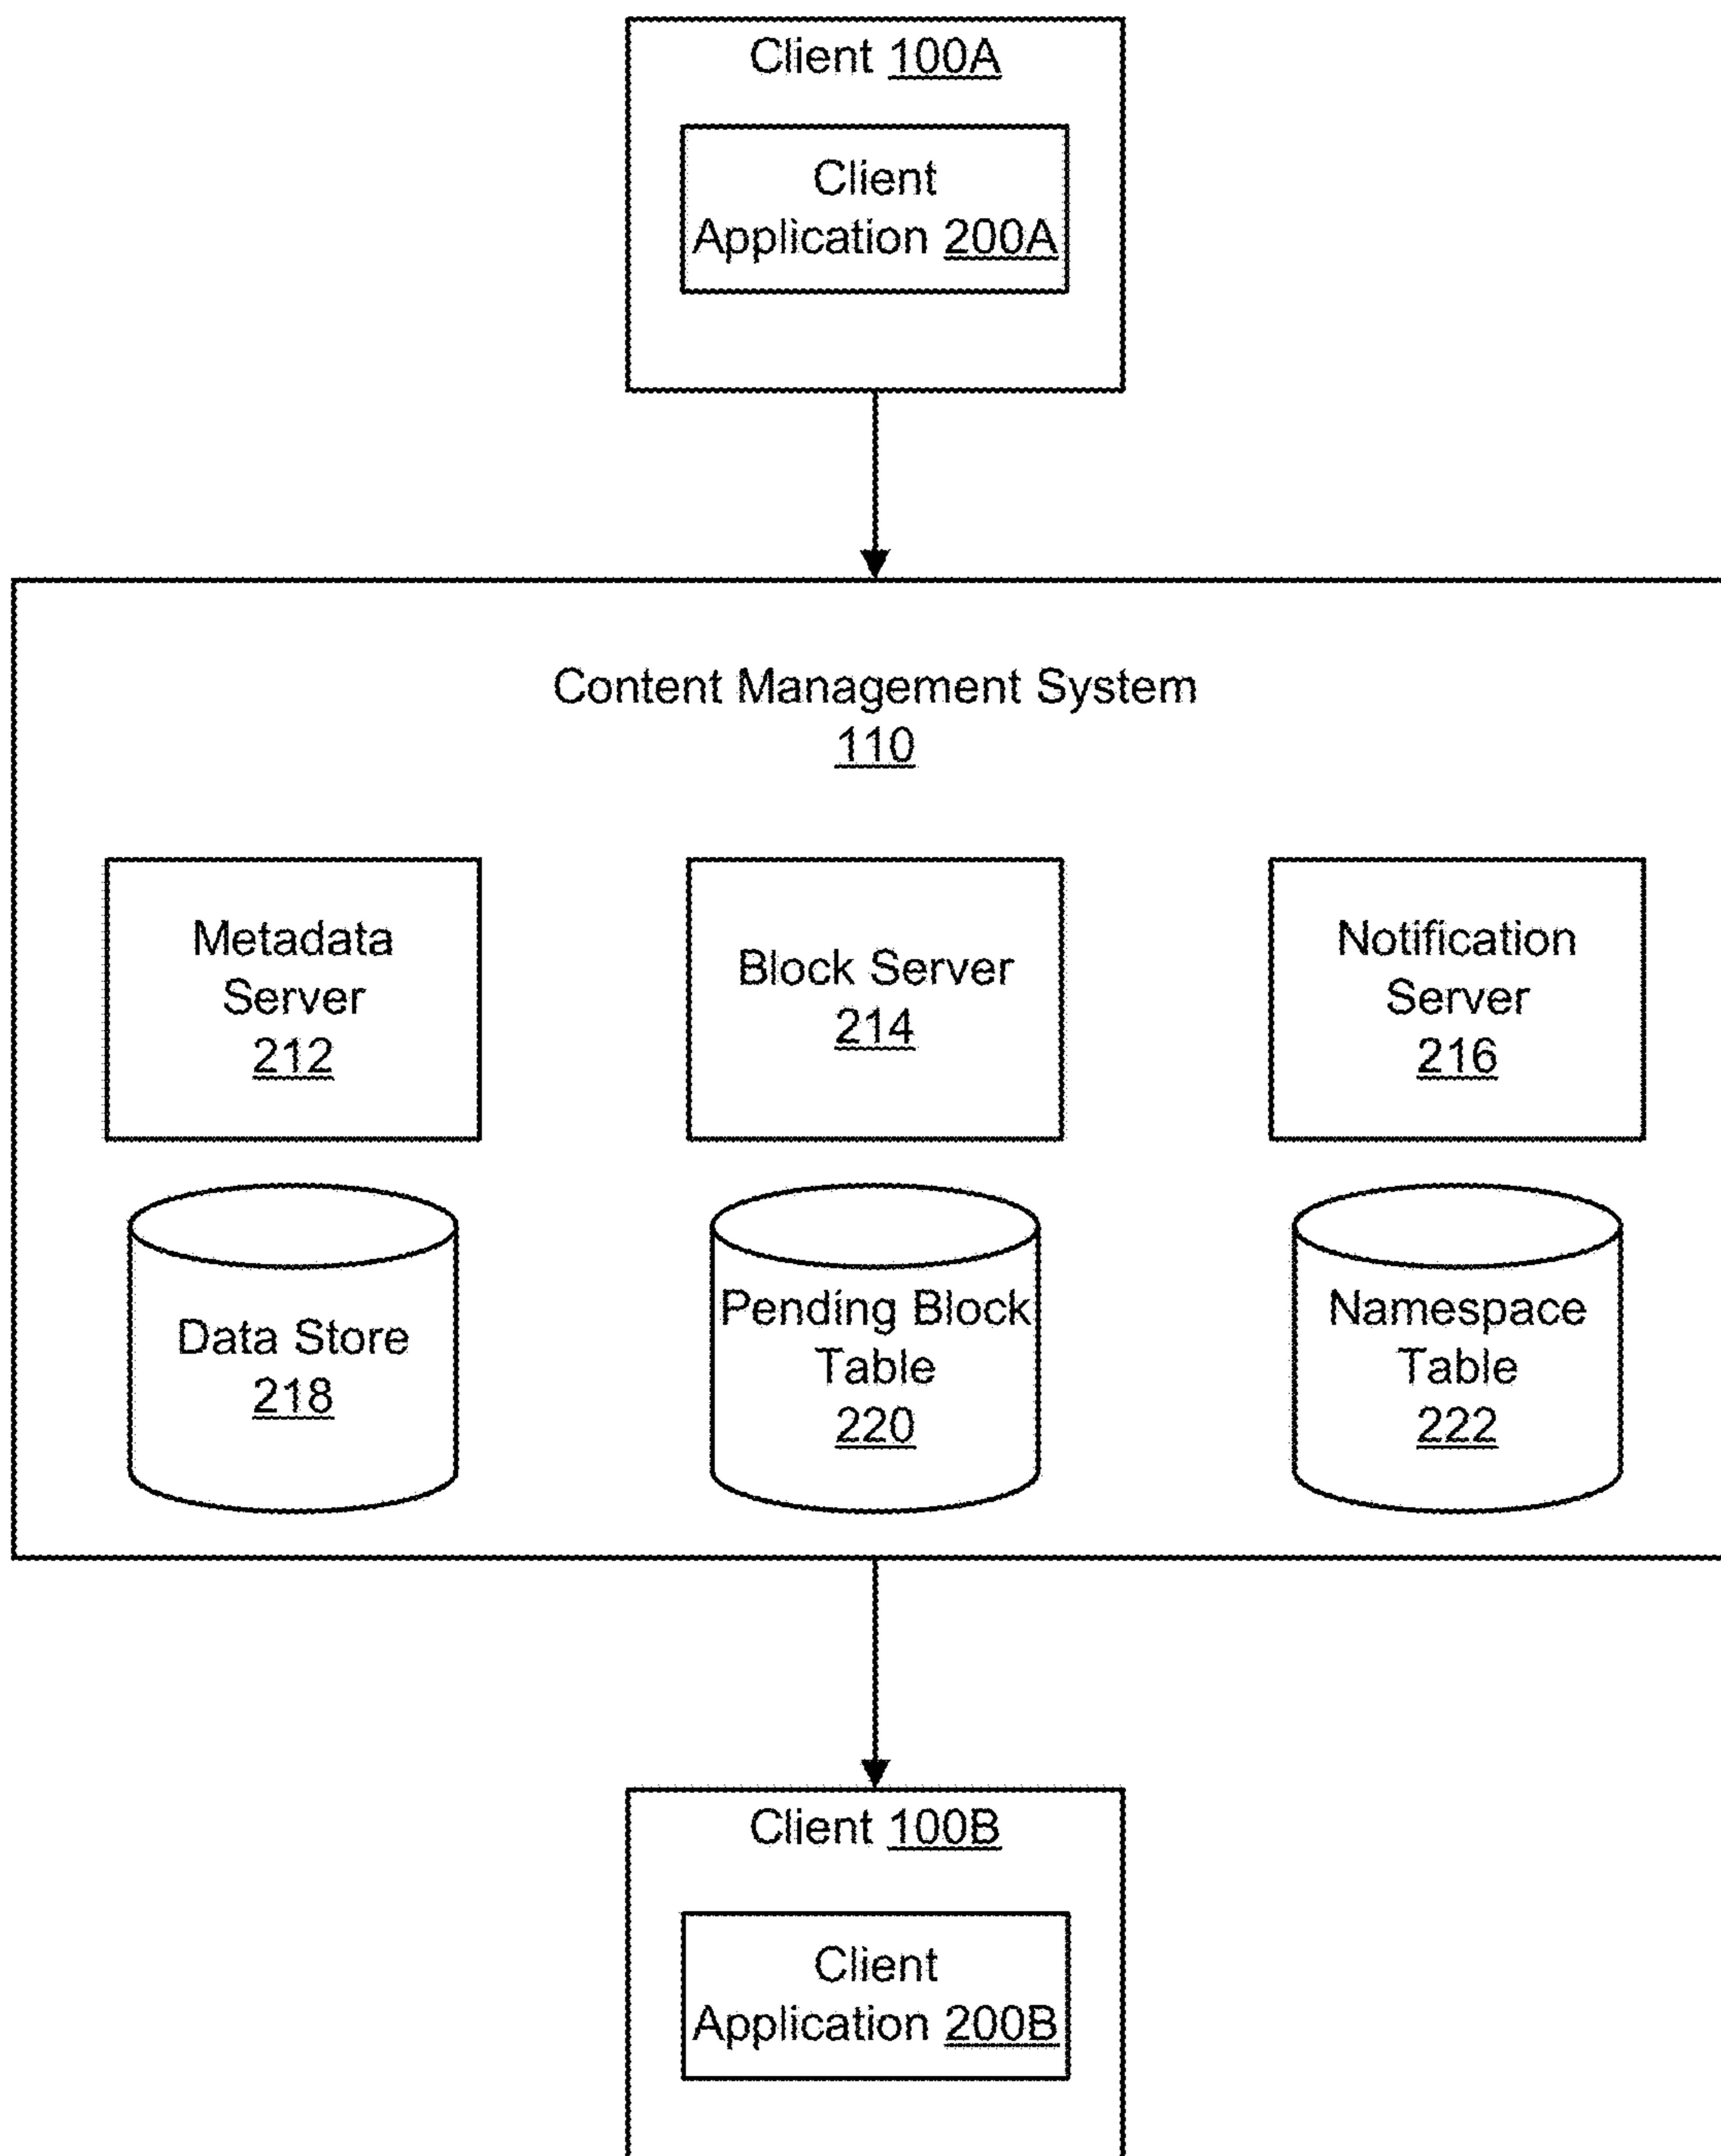 Client 100A
Client
Application 200A
Content Management System
110
Metadata
Server
212
Block Server
214
Notification
Server
216
Data Store
218
Pending Block
Table
220
Namespace
Table
222
Client 100B
Client
Application 200B